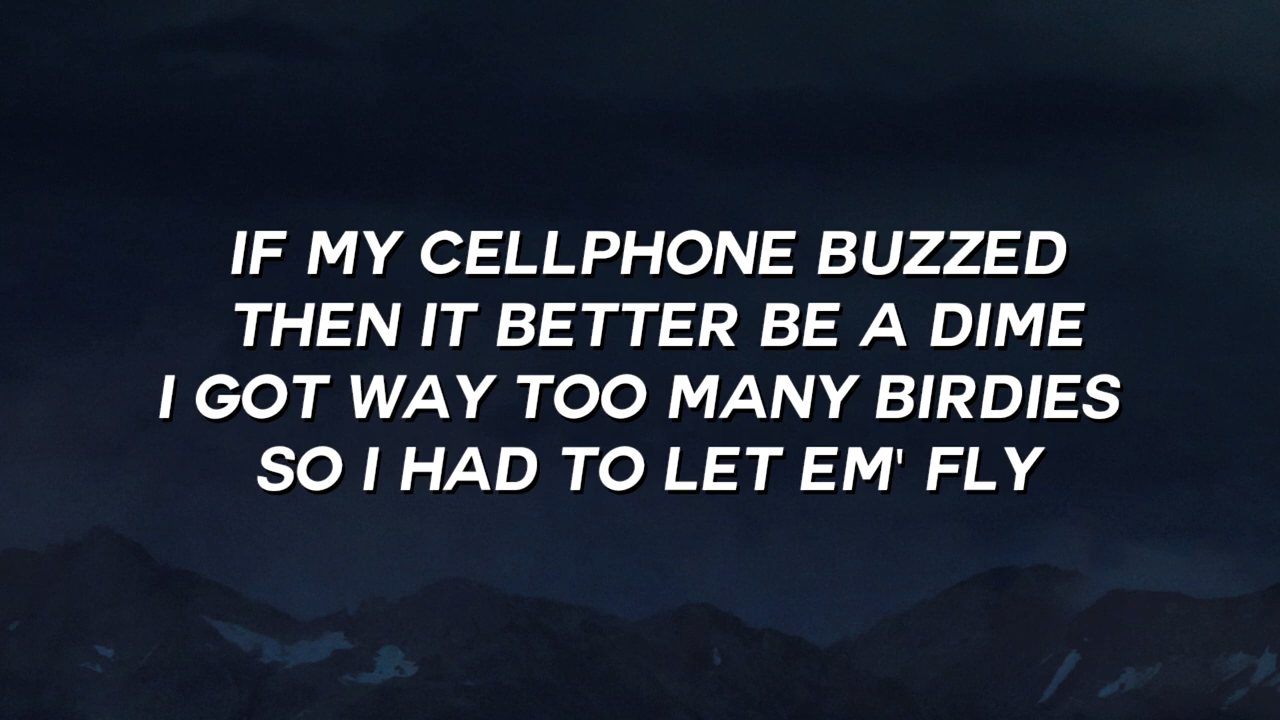 IF MY CELLPHONE BUZZED
THEN IT BETTER BE A DIME
I GOT WAY TOO MANY BIRDIES
SO I HAD TO LET EM' FLY